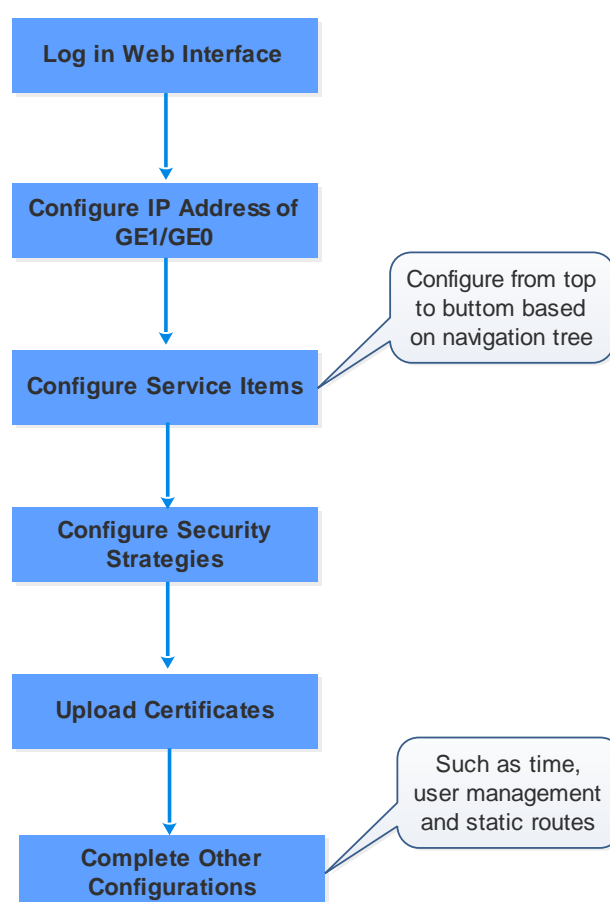 Log in Web Interface
Configure IP Address of
GE1/GE0
Configure from top
to buttom based
on navigation tree
Configure Service Items
Configure Security
Strategies
Upload Certificates
Such as time,
user management
and static routes
Complete Other
Configurations